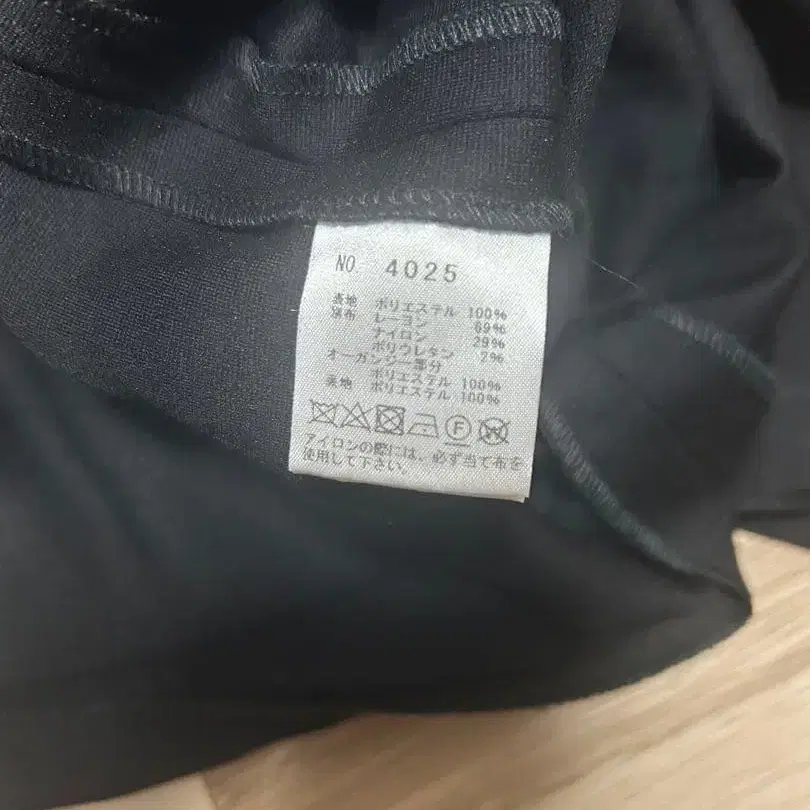 NO. 4025
表地 ポリエステル 100%
別布 レーヨン 69%
ナイロン 29%
ポリウレタン 2%
オーガンジー部分
ポリエステル 100%
表地 ポリエステル 100%
アイロンの際には、必ず当て布を
使用して下さい。